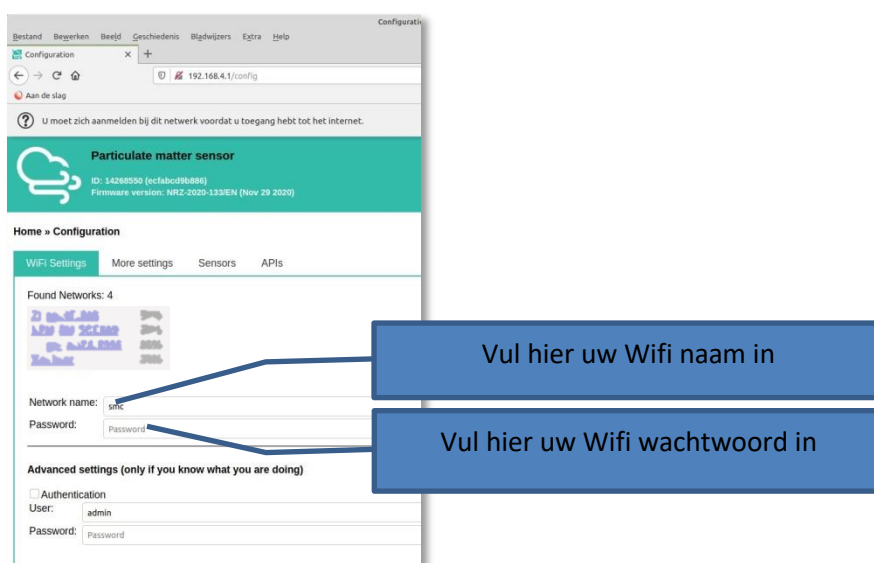 Configurati
Bestand Bewerken Beeld Geschiedenis Bladwijzers Extra Help
Configuration × +
192.168.4.1/config
Aan de slag
U moet zich aanmelden bij dit netwerk voordat u toegang hebt tot het internet.
Particulate matter sensor
ID: 14268550 (ecfabcd9b886)
Firmware version: NRZ-2020-133/EN (Nov 29 2020)
Home » Configuration
WiFi Settings More settings Sensors APIs
Found Networks: 4
Vul hier uw Wifi naam in
Network name: smc
Password: Password
Vul hier uw Wifi wachtwoord in
Advanced settings (only if you know what you are doing)
Authentication
User: admin
Password: Password